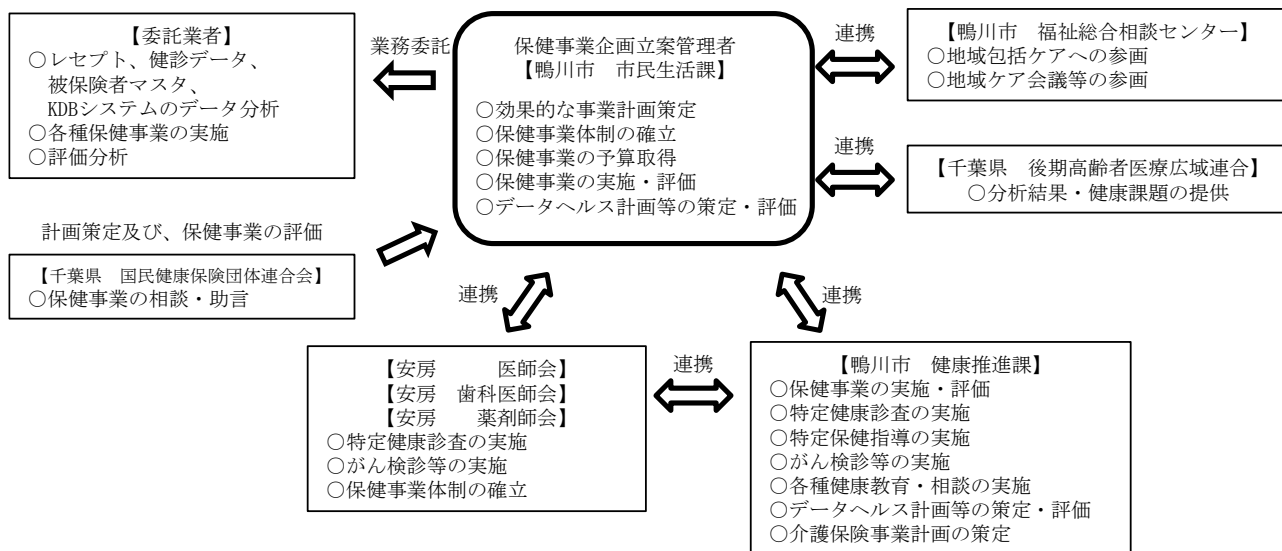 【委託業者】
○レセプト、健診データ、
被保険者マスタ、
KDBシステムのデータ分析
○各種保健事業の実施
○評価分析
業務委託
保健事業企画立案管理者
【鴨川市　市民生活課】
○効果的な事業計画策定
○保健事業体制の確立
○保健事業の予算取得
○保健事業の実施・評価
○データヘルス計画等の策定・評価
連携
【鴨川市　福祉総合相談センター】
○地域包括ケアへの参画
○地域ケア会議等の参画
連携
【千葉県　後期高齢者医療広域連合】
○分析結果・健康課題の提供
計画策定及び、保健事業の評価
【千葉県　国民健康保険団体連合会】
○保健事業の相談・助言
連携
連携
【安房　　　医師会】
【安房　歯科医師会】
【安房　　薬剤師会】
○特定健康診査の実施
○がん検診等の実施
○保健事業体制の確立
連携
【鴨川市　健康推進課】
○保健事業の実施・評価
○特定健康診査の実施
○特定保健指導の実施
○がん検診等の実施
○各種健康教育・相談の実施
○データヘルス計画等の策定・評価
○介護保険事業計画の策定